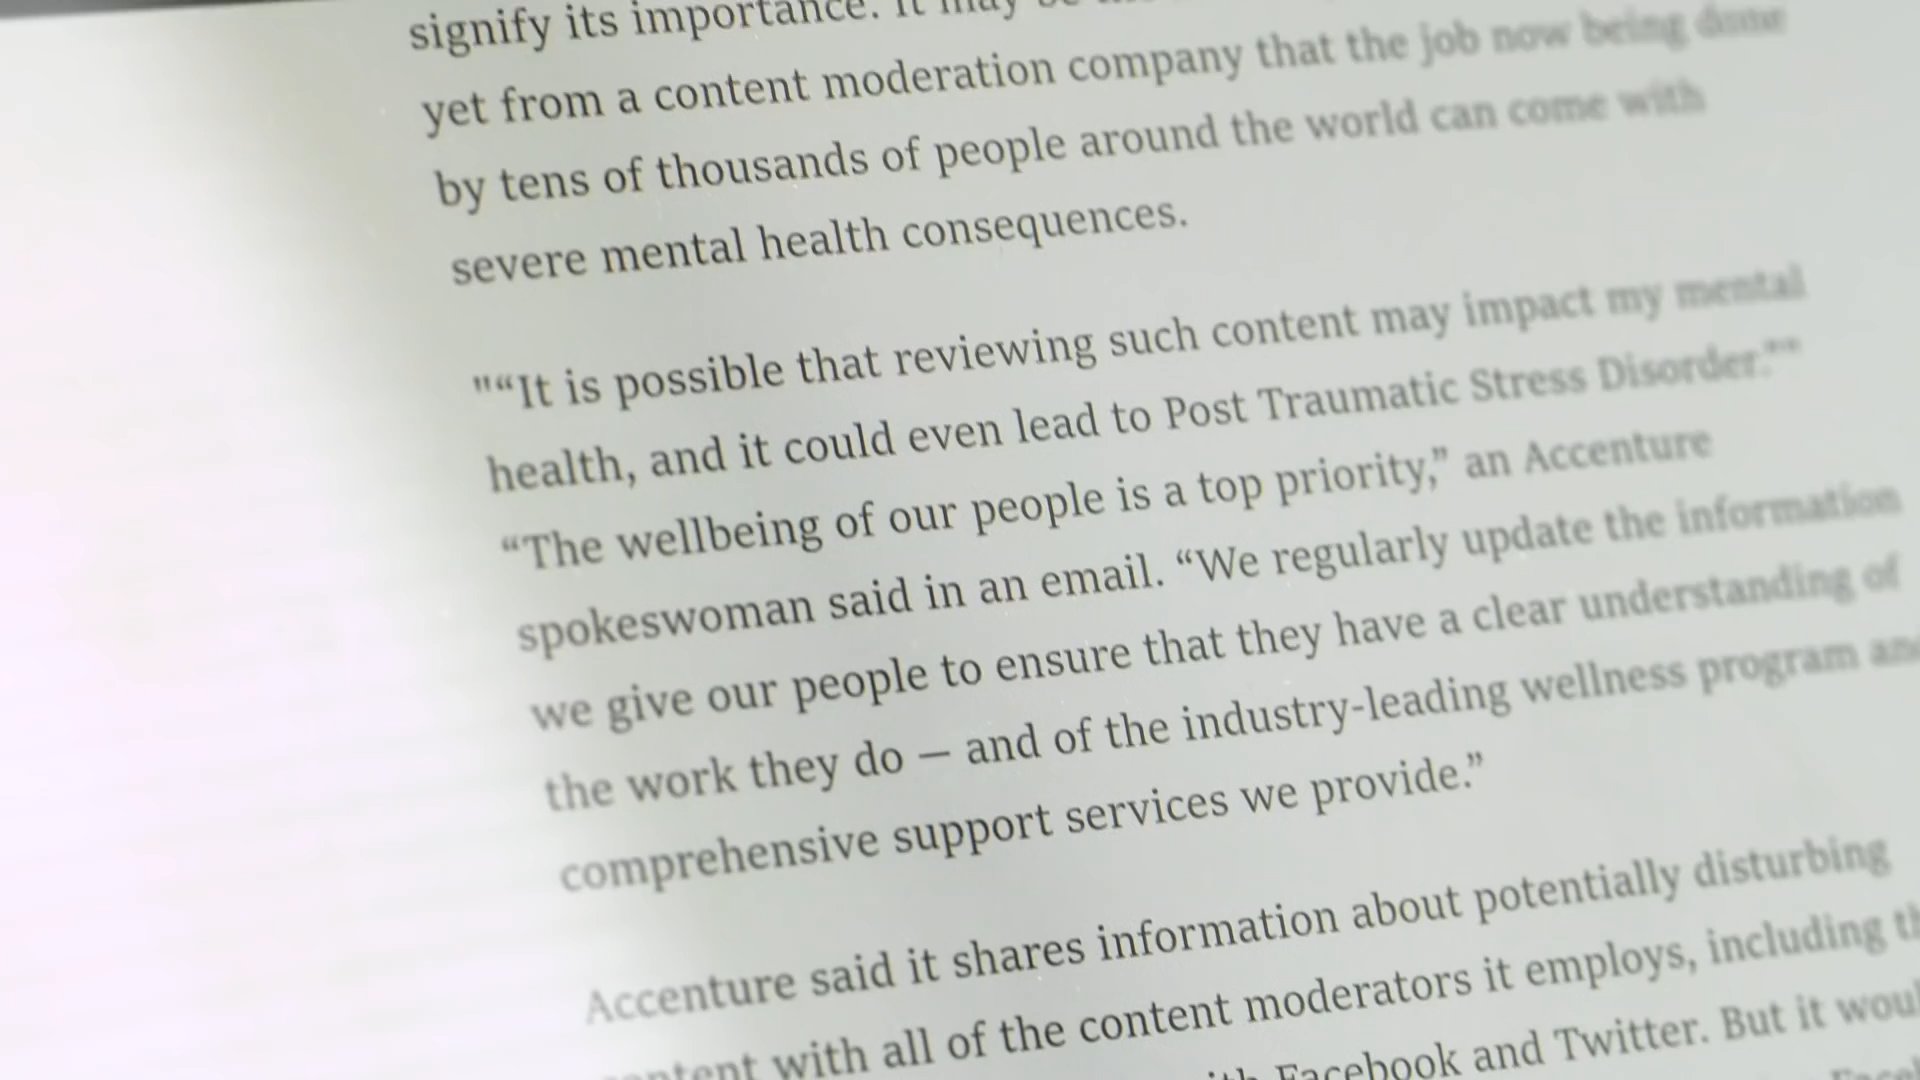 signify its importance. It may
yet from a content moderation company that the job now being done
by tens of thousands of people around the world can come with
severe mental health consequences.
"“It is possible that reviewing such content may impact my mental
health, and it could even lead to Post Traumatic Stress Disorder.”"
“The wellbeing of our people is a top priority,” an Accenture
spokeswoman said in an email. “We regularly update the information
we give our people to ensure that they have a clear understanding of
the work they do — and of the industry-leading wellness program and
comprehensive support services we provide.”
Accenture said it shares information about potentially disturbing
content with all of the content moderators it employs, including
Facebook and Twitter. But it